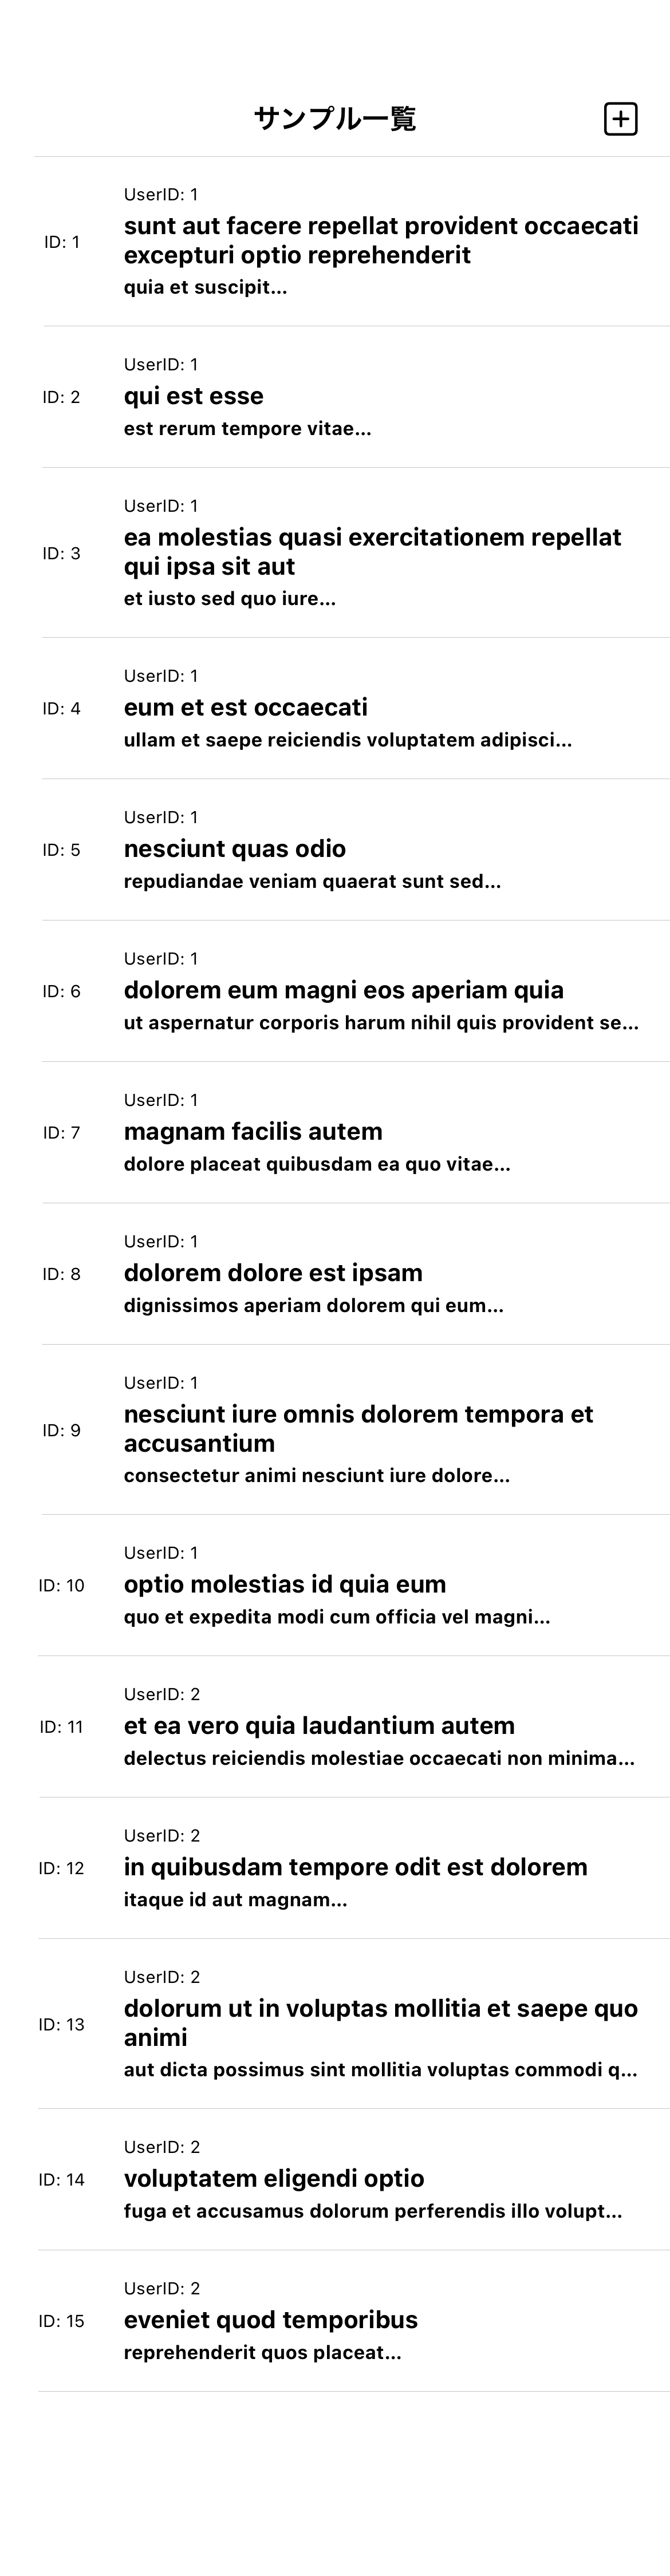 サンプル一覧
UserID: 1
ID: 1
sunt aut facere repellat provident occaecati
excepturi optio reprehenderit
quia et suscipit...
UserID: 1
ID: 2
qui est esse
est rerum tempore vitae...
UserID: 1
ID: 3
ea molestias quasi exercitationem repellat
qui ipsa sit aut
et iusto sed quo iure...
UserID: 1
ID: 4
eum et est occaecati
ullam et saepe reiciendis voluptatem adipisci...
UserID: 1
ID: 5
nesciunt quas odio
repudiandae veniam quaerat sunt sed...
UserID: 1
ID: 6
dolorem eum magni eos aperiam quia
ut aspernatur corporis harum nihil quis provident se...
UserID: 1
ID: 7
magnam facilis autem
dolore placeat quibusdam ea quo vitae...
UserID: 1
ID: 8
dolorem dolore est ipsam
dignissimos aperiam dolorem qui eum...
UserID: 1
ID: 9
nesciunt iure omnis dolorem tempora et
accusantium
consectetur animi nesciunt iure dolore...
UserID: 1
ID: 10
optio molestias id quia eum
quo et expedita modi cum officia vel magni...
UserID: 2
ID: 11
et ea vero quia laudantium autem
delectus reiciendis molestiae occaecati non minima...
UserID: 2
ID: 12
in quibusdam tempore odit est dolorem
itaque id aut magnam...
UserID: 2
ID: 13
dolorum ut in voluptas mollitia et saepe quo
animi
aut dicta possimus sint mollitia voluptas commodi q...
UserID: 2
ID: 14
voluptatem eligendi optio
fuga et accusamus dolorum perferendis illo volupt...
UserID: 2
ID: 15
eveniet quod temporibus
reprehenderit quos placeat...